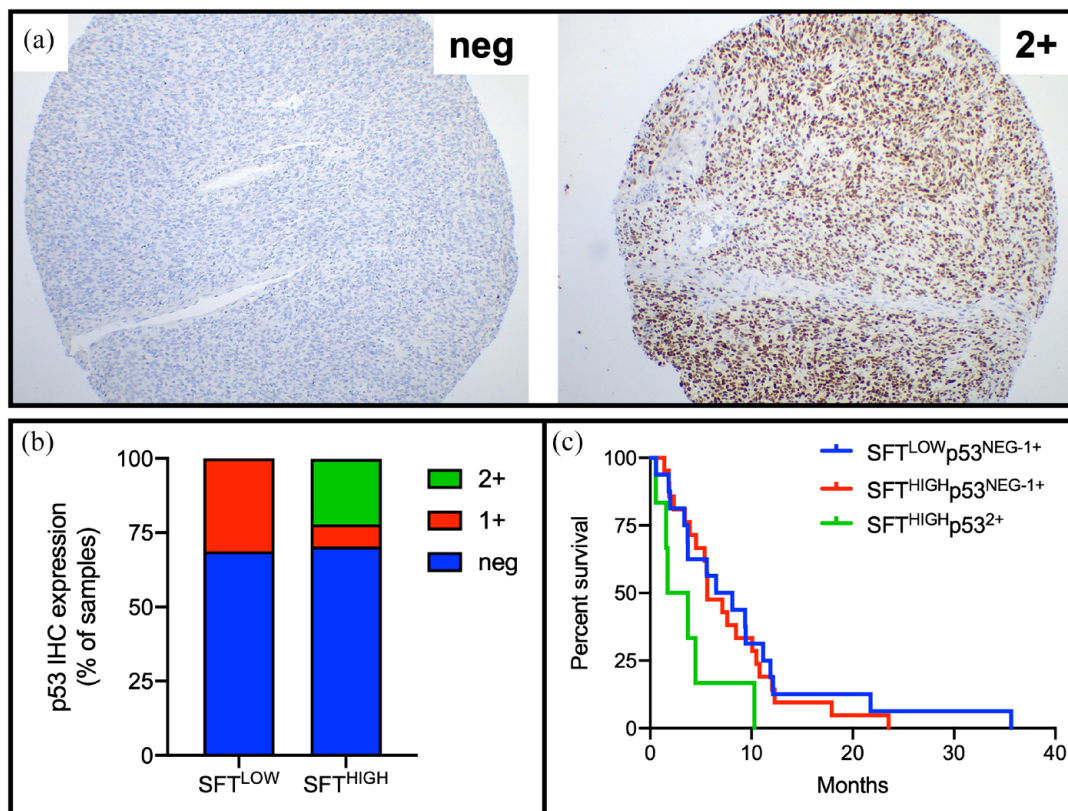 (a)
neg
2+
(b)
100
75
50
25
0
p53 IHC expression
(% of samples)
SFTLOW
SFTHIGH
2+
1+
neg
(c)
100
75
50
25
0
Percent survival
0
10
20
30
40
Months
SFTLOWp53NEG-1+
SFTHIGHp53NEG-1+
SFTHIGHp532+